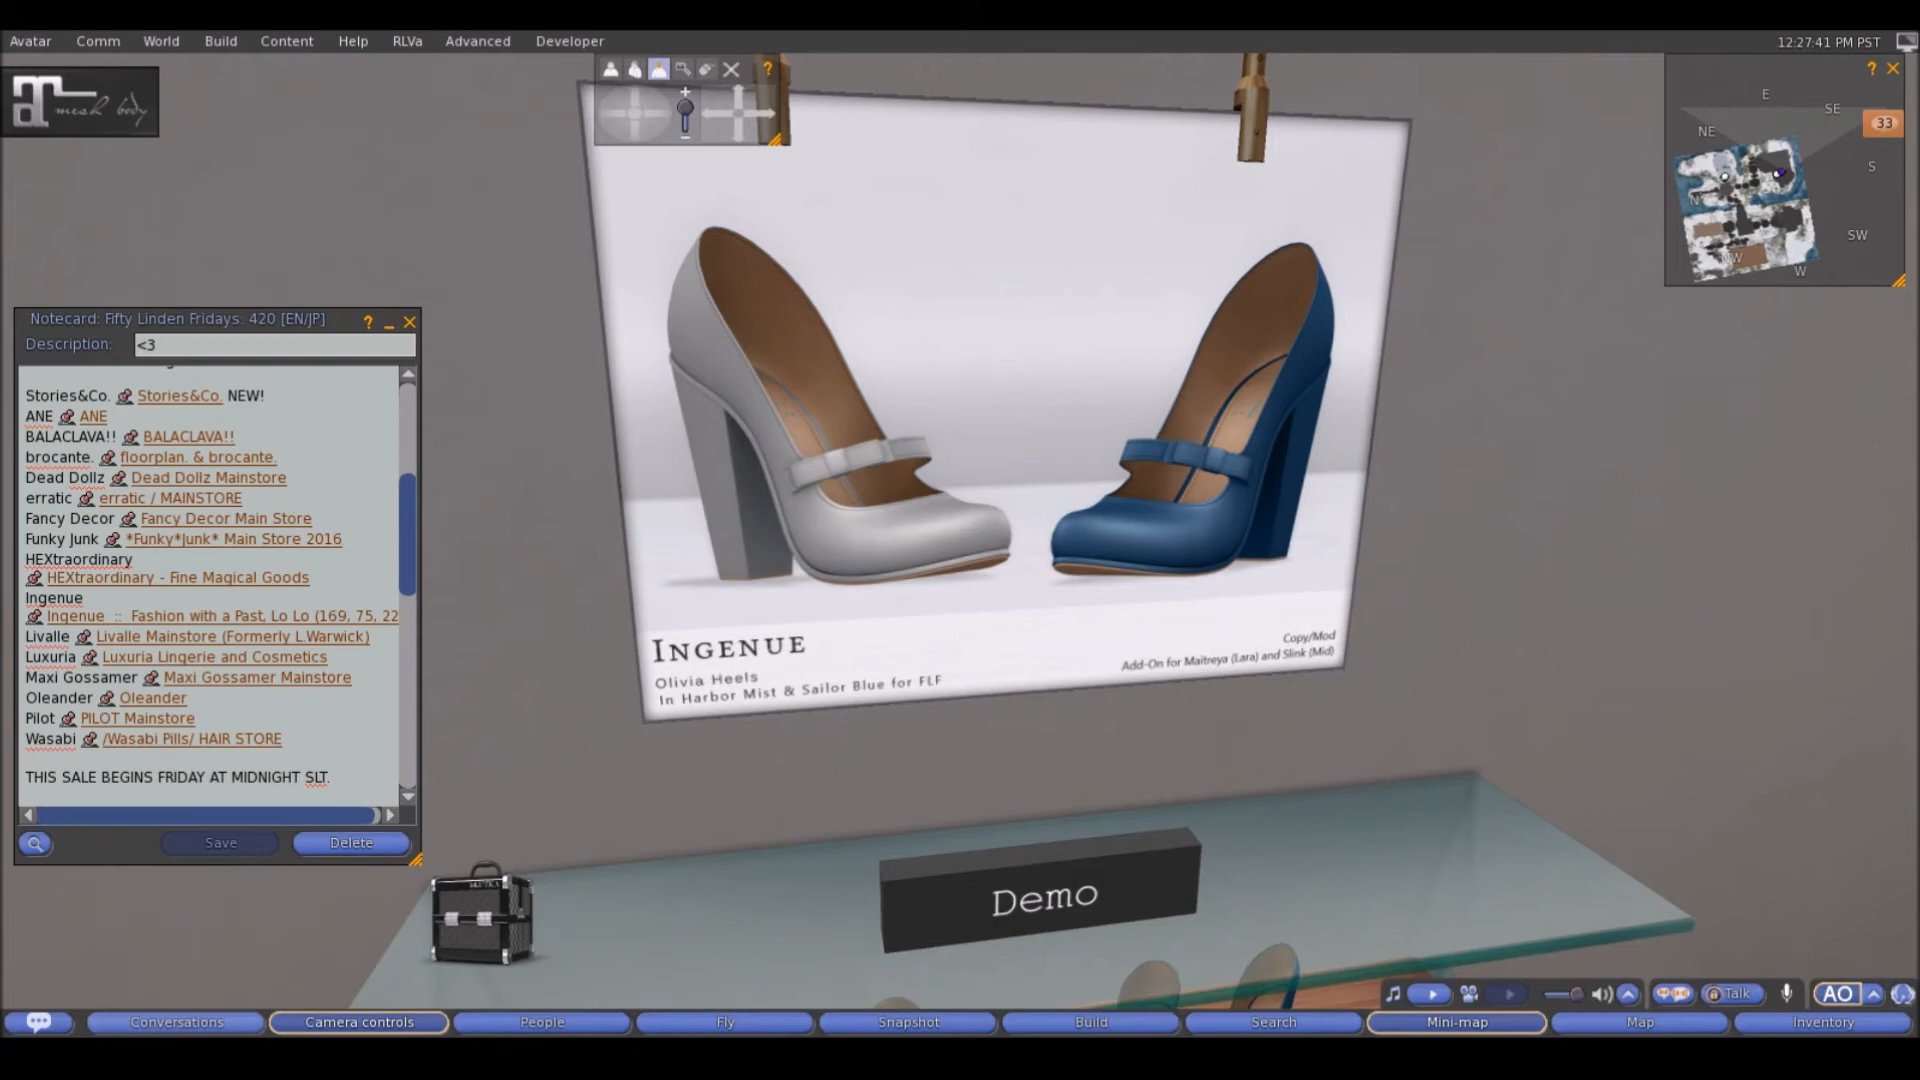 Avatar Comm World Build Content Help RLVa Advanced Developer
12:27:41 PM PST
mesh body
?
? 
E
SE
NE
33
S
SW
NW
W
Notecard: Fifty Linden Fridays: 420 [EN/JP]
?
Description: <3
Stories&Co. Stories&Co. NEW!
ANE ANE
BALACLAVA!! BALACLAVA!!
brocante. floorplan. & brocante.
Dead Dollz Dead Dollz Mainstore
erratic erratic / MAINSTORE
Fancy Decor Fancy Decor Main Store
Funky Junk *Funky*Junk* Main Store 2016
HEXtraordinary
HEXtraordinary - Fine Magical Goods
Ingenue
Ingenue :: Fashion with a Past, Lo Lo (169, 75, 22
Livalle Livalle Mainstore (Formerly L.Warwick)
Luxuria Luxuria Lingerie and Cosmetics
Maxi Gossamer Maxi Gossamer Mainstore
Oleander Oleander
Pilot PILOT Mainstore
Wasabi /Wasabi Pills/ HAIR STORE
THIS SALE BEGINS FRIDAY AT MIDNIGHT SLT.
Save Delete
INGENUE
Olivia Heels
In Harbor Mist & Sailor Blue for FLF
Copy/Mod
Add-On for Maitreya (Lara) and Slink (Mid)
Demo
Talk AO
Conversations Camera controls People Fly Snapshot Build Search Mini-map Map Inventory